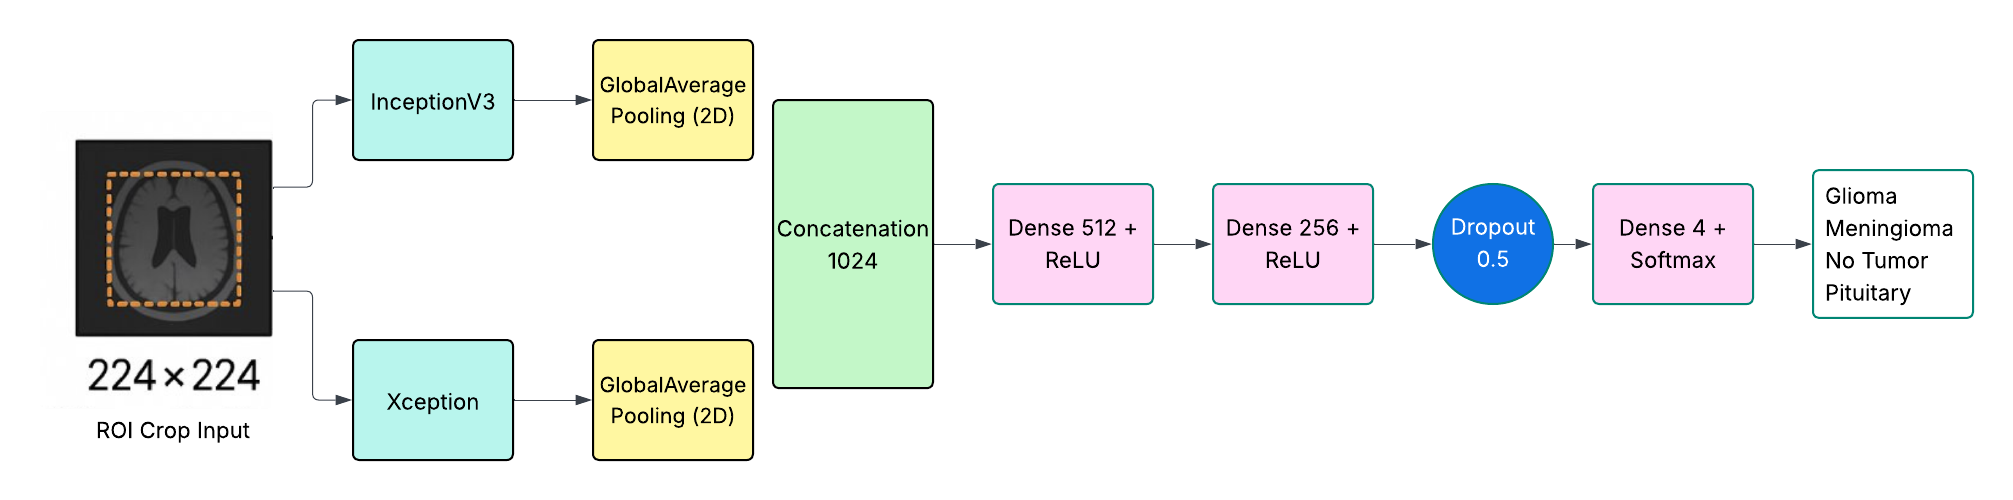 224×224
ROI Crop Input
InceptionV3
GlobalAverage
Pooling (2D)
Xception
GlobalAverage
Pooling (2D)
Concatenation
1024
Dense 512 +
ReLU
Dense 256 +
ReLU
Dropout
0.5
Dense 4 +
Softmax
Glioma
Meningioma
No Tumor
Pituitary